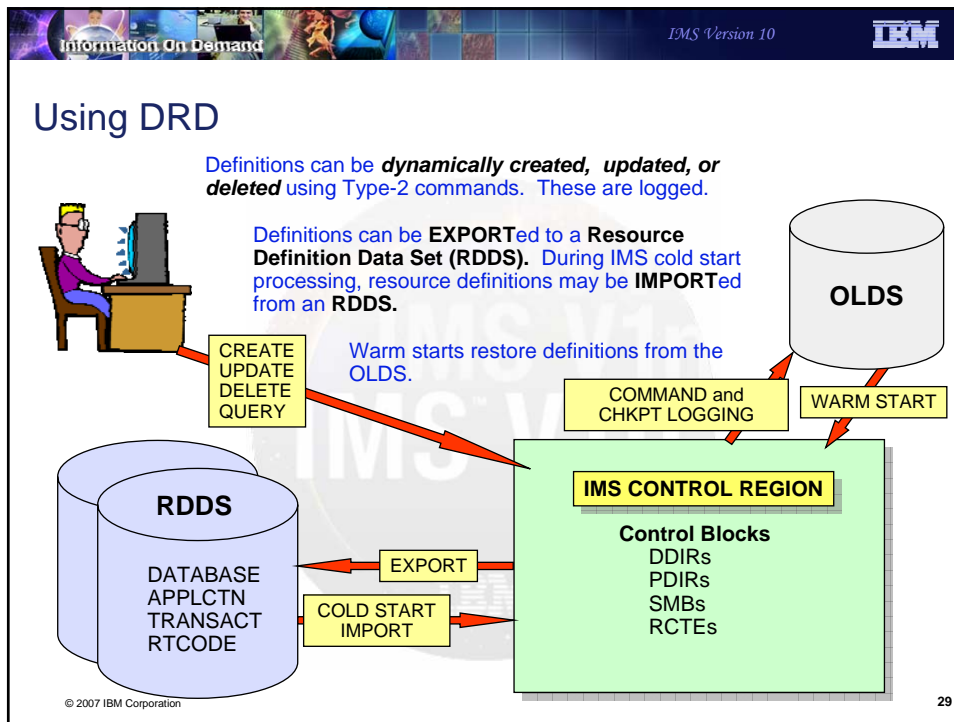 Information On Demand
IMS Version 10
IBM
Using DRD
Definitions can be dynamically created, updated, or
deleted using Type-2 commands. These are logged.
Definitions can be EXPORTed to a Resource
Definition Data Set (RDDS). During IMS cold start
processing, resource definitions may be IMPORTed
from an RDDS.
Warm starts restore definitions from the
OLDS.
OLDS
CREATE
UPDATE
DELETE
QUERY
COMMAND and
CHKPT LOGGING
WARM START
IMS CONTROL REGION
Control Blocks
DDIRs
PDIRs
SMBs
RCTEs
RDDS
DATABASE
APPLCTN
TRANSACT
RTCODE
EXPORT
COLD START
IMPORT
© 2007 IBM Corporation
29